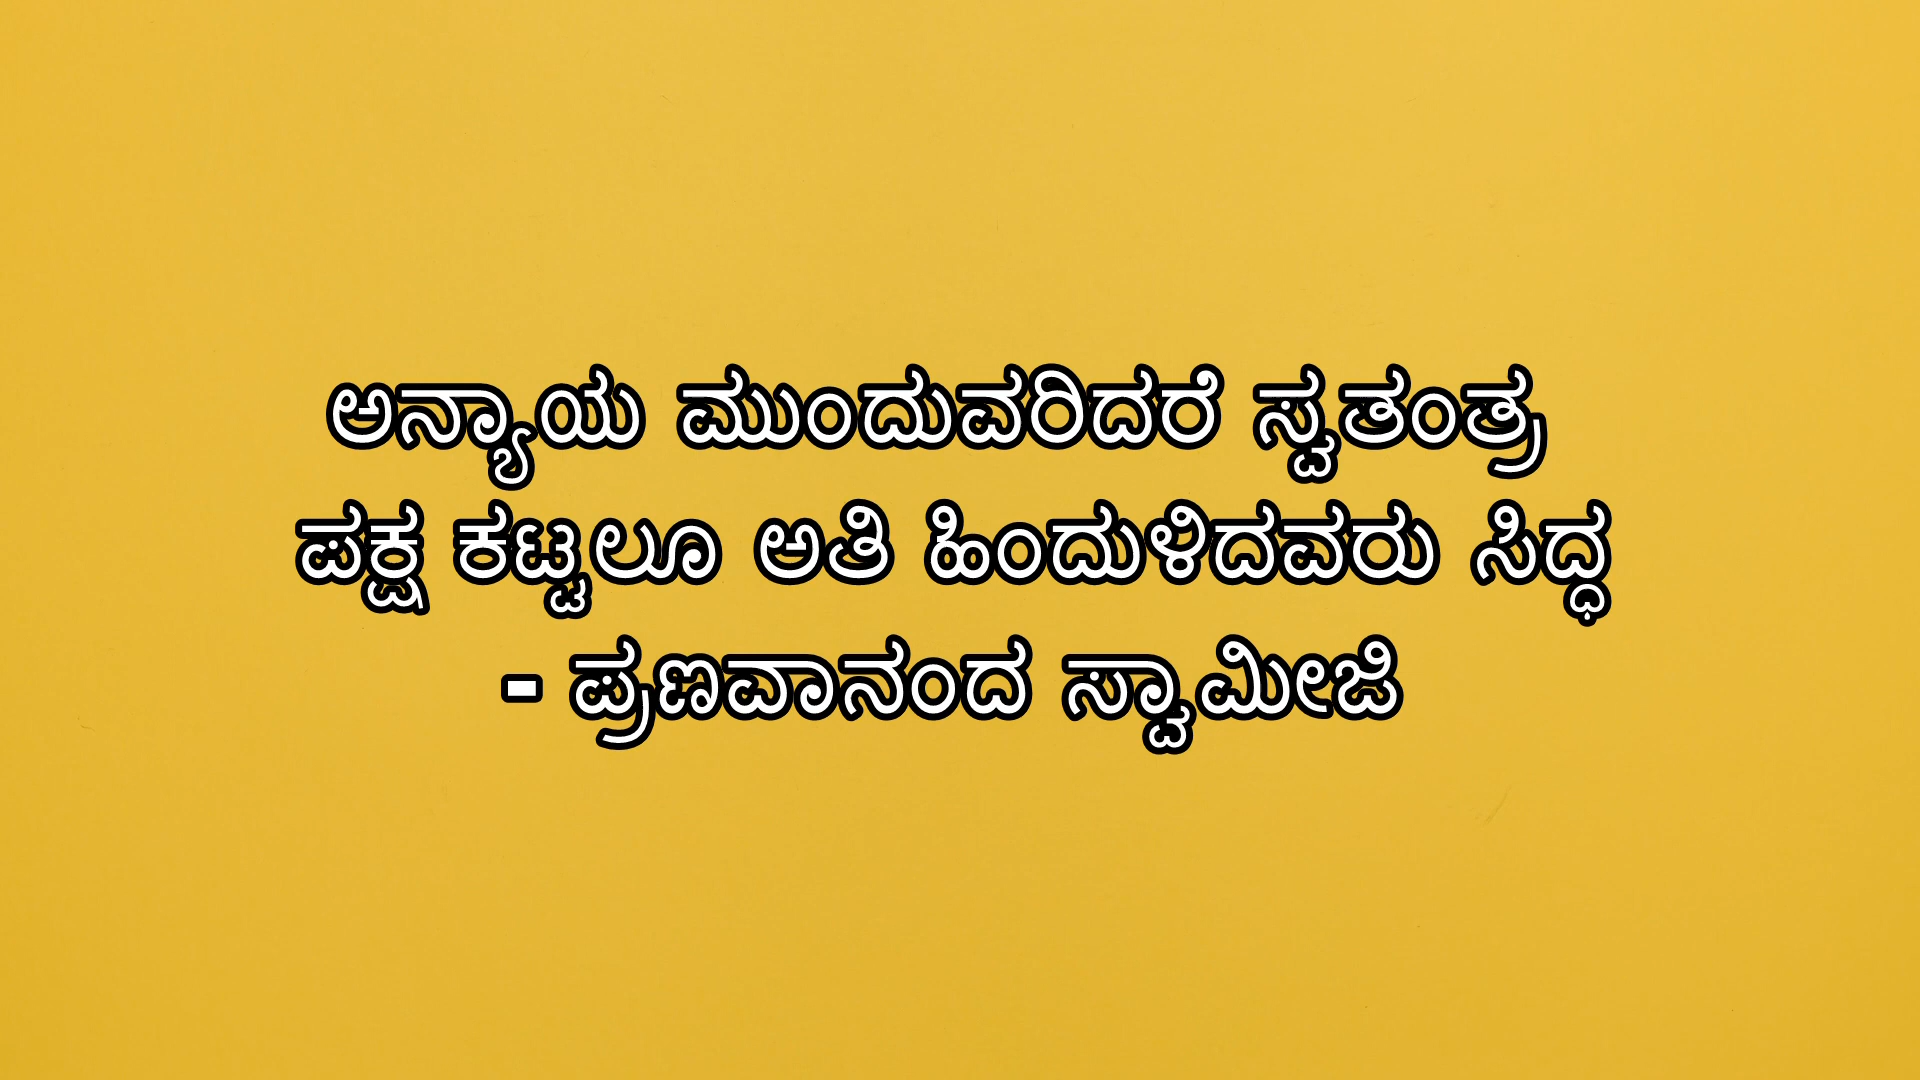 ಅನ್ಯಾಯ ಮುಂದುವರಿದರೆ ಸ್ವತಂತ್ರ
ಪಕ್ಷ ಕಟ್ಟಲೂ ಅತಿ ಹಿಂದುಳಿದವರು ಸಿದ್ಧ
- ಪ್ರಣವಾನಂದ ಸ್ವಾಮೀಜಿ